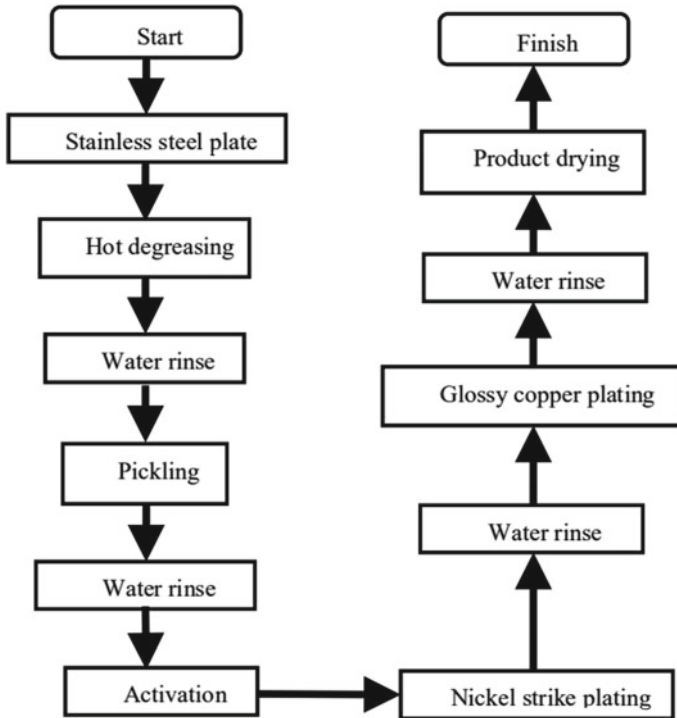 Start
Stainless steel plate
Hot degreasing
Water rinse
Pickling
Water rinse
Activation
Nickel strike plating
Water rinse
Glossy copper plating
Water rinse
Product drying
Finish